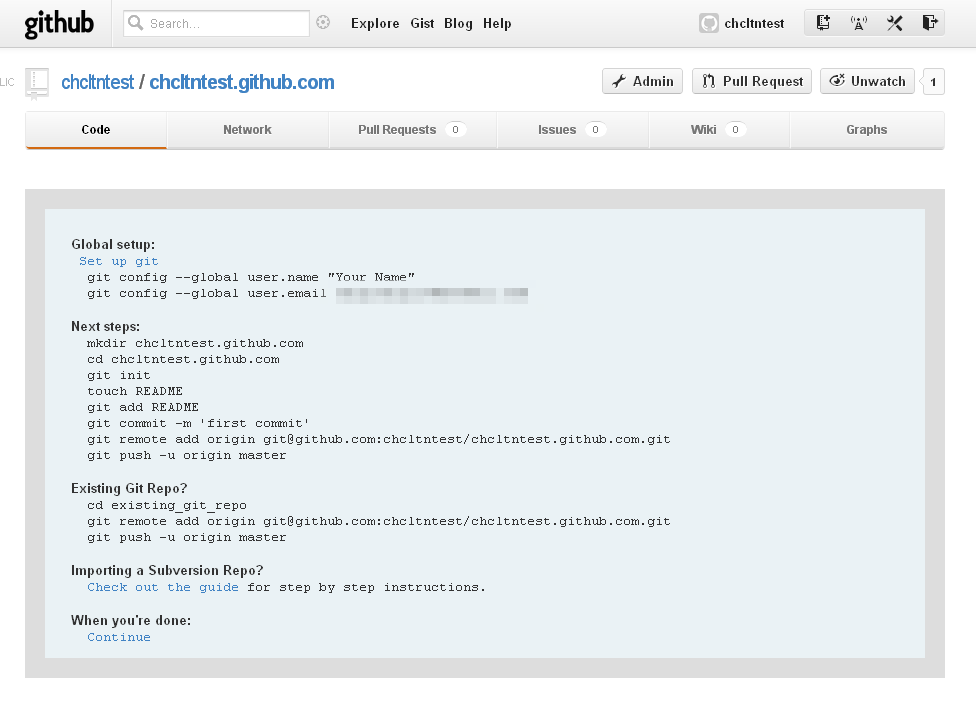 github
Search...
Explore Gist Blog Help
chcltntest
LIC
chcltntest / chcltntest.github.com
Admin
Pull Request
Unwatch
1
Code
Network
Pull Requests 0
Issues 0
Wiki 0
Graphs
Global setup:
Set up git
git config --global user.name "Your Name"
git config --global user.email
Next steps:
mkdir chcltntest.github.com
cd chcltntest.github.com
git init
touch README
git add README
git commit -m 'first commit'
git remote add origin git@github.com:chcltntest/chcltntest.github.com.git
git push -u origin master
Existing Git Repo?
cd existing_git_repo
git remote add origin git@github.com:chcltntest/chcltntest.github.com.git
git push -u origin master
Importing a Subversion Repo?
Check out the guide for step by step instructions.
When you're done:
Continue